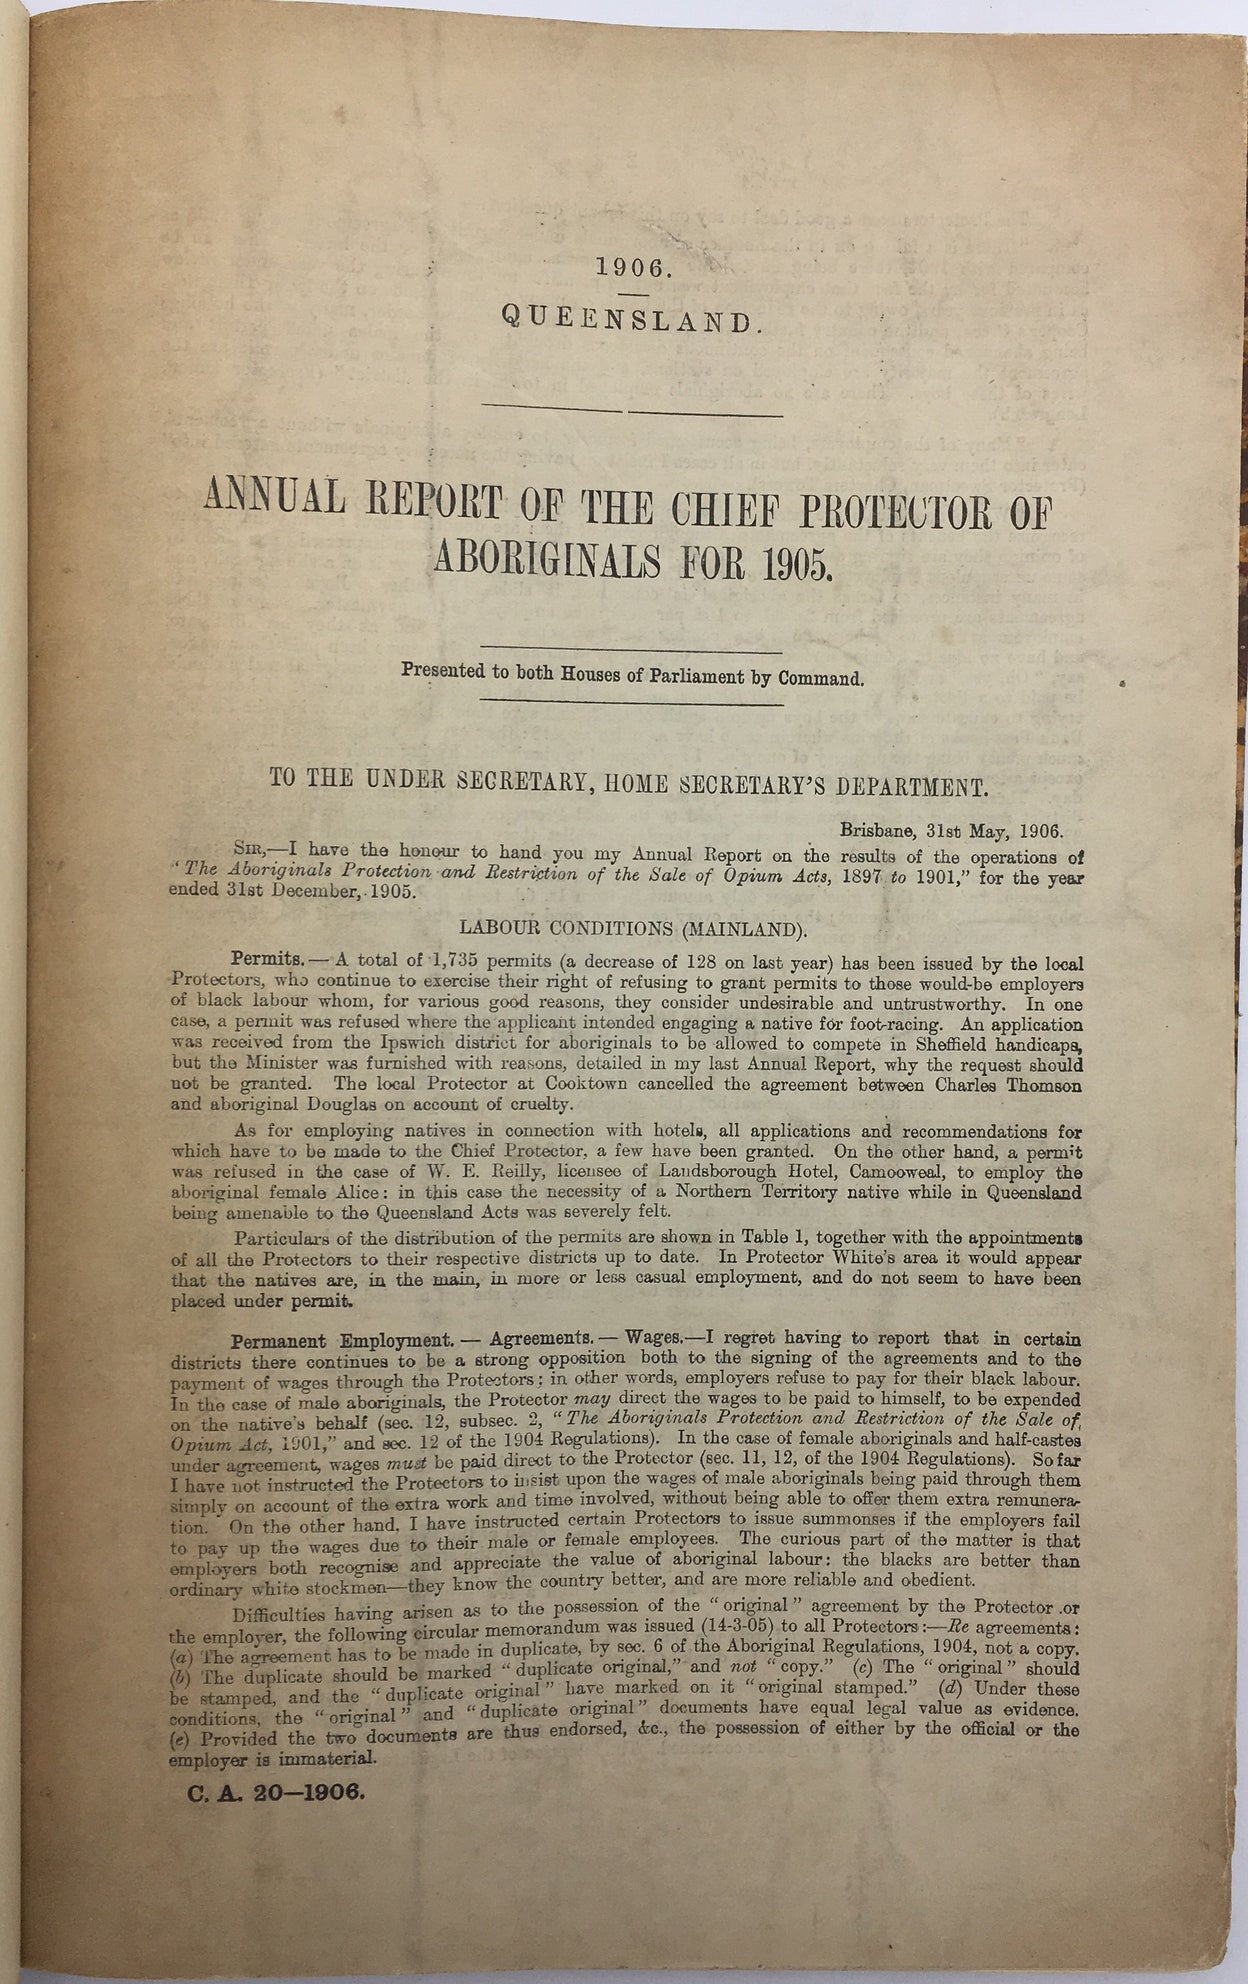 1906.
QUEENSLAND.
ANNUAL REPORT OF THE CHIEF PROTECTOR OF
ABORIGINALS FOR 1905.
Presented to both Houses of Parliament by Command.
TO THE UNDER SECRETARY, HOME SECRETARY'S DEPARTMENT.
Brisbane, 31st May, 1906.
SIR,—I have the honour to hand you my Annual Report on the results of the operations of
"The Aboriginals Protection and Restriction of the Sale of Opium Acts, 1897 to 1901," for the year
ended 31st December, 1905.
LABOUR CONDITIONS (MAINLAND).
Permits.—A total of 1,735 permits (a decrease of 128 on last year) has been issued by the local
Protectors, who continue to exercise their right of refusing to grant permits to those would-be employers
of black labour whom, for various good reasons, they consider undesirable and untrustworthy. In one
case, a permit was refused where the applicant intended engaging a native for foot-racing. An application
was received from the Ipswich district for aboriginals to be allowed to compete in Sheffield handicaps,
but the Minister was furnished with reasons, detailed in my last Annual Report, why the request should
not be granted. The local Protector at Cooktown cancelled the agreement between Charles Thomson
and aboriginal Douglas on account of cruelty.
As for employing natives in connection with hotels, all applications and recommendations for
which have to be made to the Chief Protector, a few have been granted. On the other hand, a permit
was refused in the case of W. E. Reilly, licensee of Landsborough Hotel, Camooweal, to employ the
aboriginal female Alice: in this case the necessity of a Northern Territory native while in Queensland
being amenable to the Queensland Acts was severely felt.
Particulars of the distribution of the permits are shown in Table 1, together with the appointments
of all the Protectors to their respective districts up to date. In Protector White's area it would appear
that the natives are, in the main, in more or less casual employment, and do not seem to have been
placed under permit.
Permanent Employment.—Agreements.—Wages.—I regret having to report that in certain
districts there continues to be a strong opposition both to the signing of the agreements and to the
payment of wages through the Protectors; in other words, employers refuse to pay for their black labour.
In the case of male aboriginals, the Protector may direct the wages to be paid to himself, to be expended
on the native's behalf (sec. 12, subsec. 2, "The Aboriginals Protection and Restriction of the Sale of
Opium Act, 1901," and sec. 12 of the 1904 Regulations). In the case of female aboriginals and half-castes
under agreement, wages must be paid direct to the Protector (sec. 11, 12, of the 1904 Regulations). So far
I have not instructed the Protectors to insist upon the wages of male aboriginals being paid through them
simply on account of the extra work and time involved, without being able to offer them extra remunera-
tion. On the other hand, I have instructed certain Protectors to issue summonses if the employers fail
to pay up the wages due to their male or female employees. The curious part of the matter is that
employers both recognise and appreciate the value of aboriginal labour: the blacks are better than
ordinary white stockmen—they know the country better, and are more reliable and obedient.
Difficulties having arisen as to the possession of the "original" agreement by the Protector or
the employer, the following circular memorandum was issued (14-3-05) to all Protectors:—Re agreements:
(a) The agreement has to be made in duplicate, by sec. 6 of the Aboriginal Regulations, 1904, not a copy.
(b) The duplicate should be marked "duplicate original," and not "copy." (c) The "original" should
be stamped, and the "duplicate original" have marked on it "original stamped." (d) Under these
conditions, the "original" and "duplicate original" documents have equal legal value as evidence.
(e) Provided the two documents are thus endorsed, &c., the possession of either by the official or the
employer is immaterial.
C. A. 20—1906.